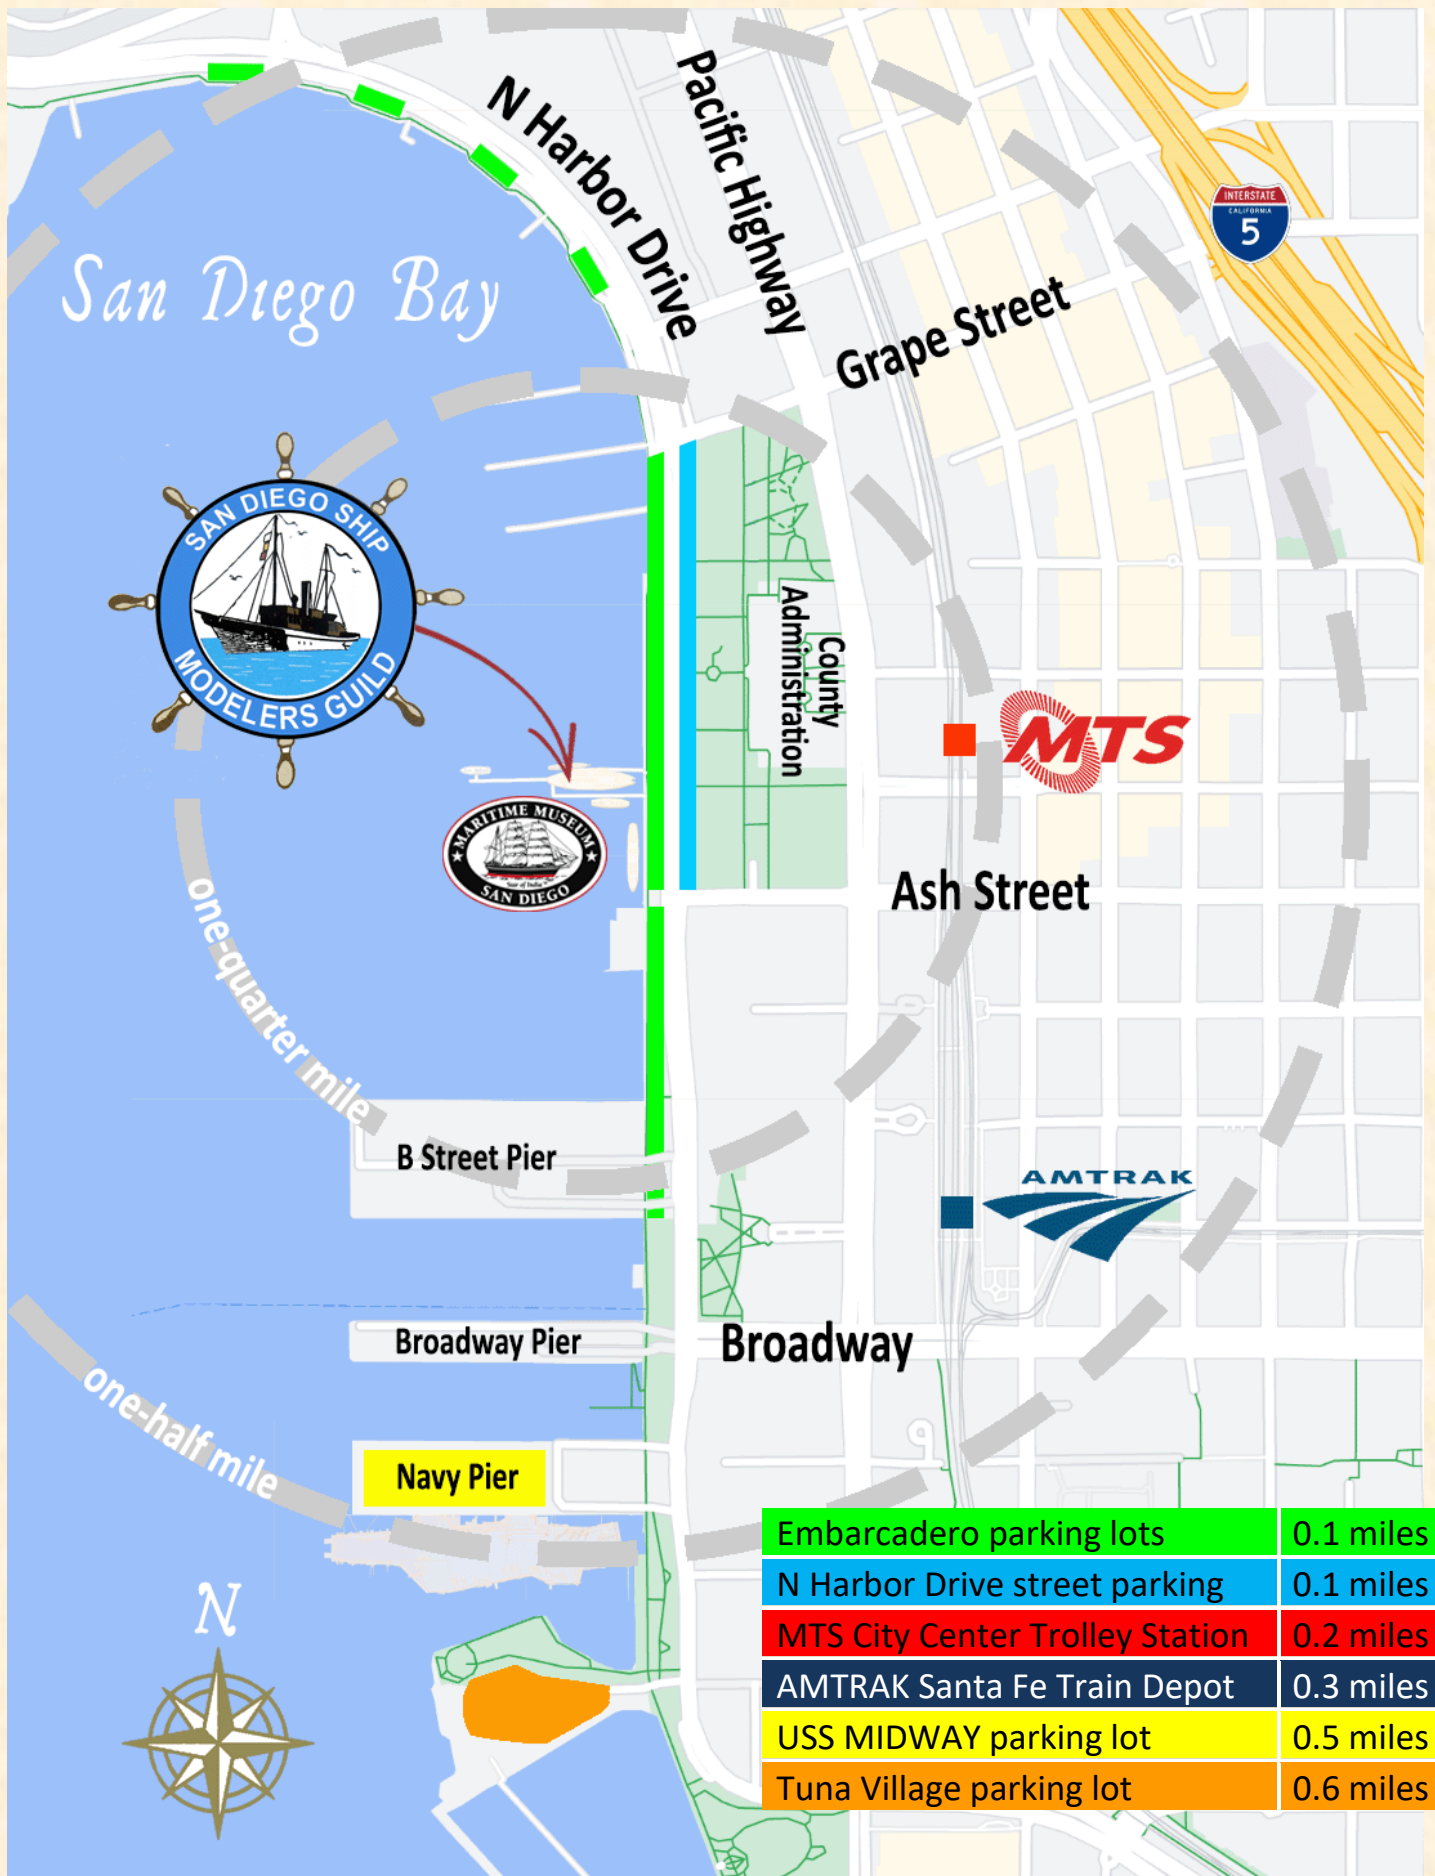 N Harbor Drive
Pacific Highway
INTERSTATE
CALIFORNIA
5
San Diego Bay
Grape Street
SAN DIEGO SHIP
MODELERS GUILD
County
Administration
MTS
MARITIME MUSEUM
Star of India
SAN DIEGO
Ash Street
one-quarter mile
B Street Pier
AMTRAK
Broadway Pier
Broadway
one-half mile
Navy Pier
Embarcadero parking lots 0.1 miles
N Harbor Drive street parking 0.1 miles
MTS City Center Trolley Station 0.2 miles
AMTRAK Santa Fe Train Depot 0.3 miles
USS MIDWAY parking lot 0.5 miles
Tuna Village parking lot 0.6 miles
N